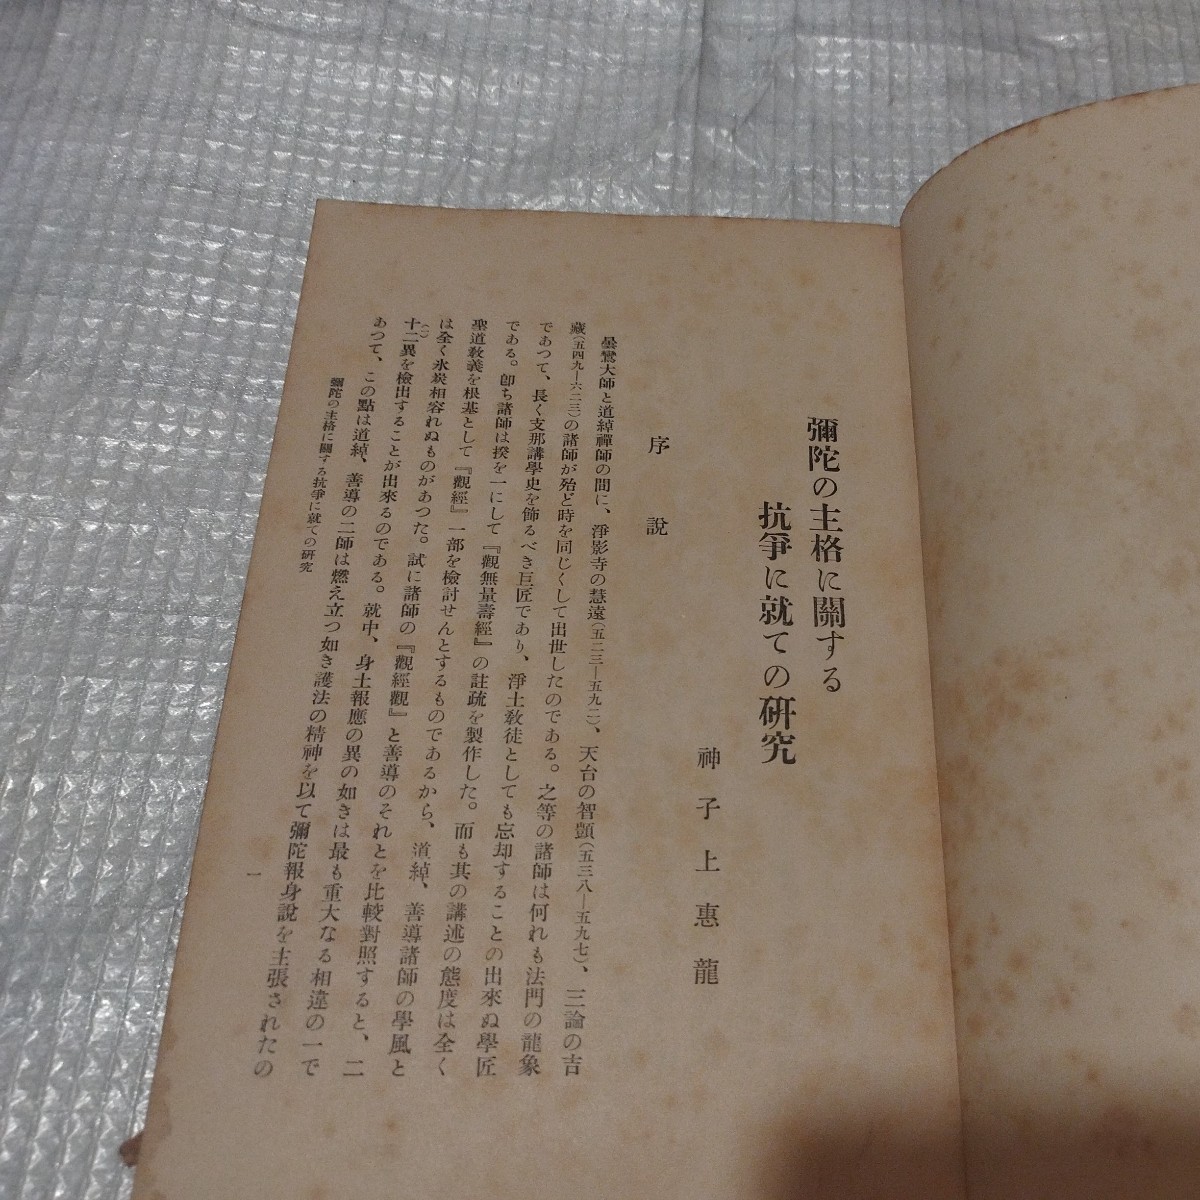 彌陀の主格に關する
抗爭に就ての硏究
神子上惠龍
序說
曇鸞大師と道綽禪師の間に、淨影寺の慧遠(五二三—五九二)、天台の智顗(五三八—五九七)、三論の吉
藏(五四九—六二三)の諸師が殆ど時を同じくして出世したのである。之等の諸師は何れも法門の龍象
であつて、長く支那講學史を飾るべき巨匠であり、淨土敎徒としても忘却することの出來ぬ學匠
である。卽ち諸師は揆を一にして『觀無量壽經』の註疏を製作した。而も其の講述の態度は全く
聖道敎義を根基として『觀經』一部を檢討せんとするものであるから、道綽、善導諸師の學風と
は全く氷炭相容れぬものがあつた。試に諸師の『觀經觀』と善導のそれとを比較對照すると、二
十二異を檢出することが出來るのである。就中、身土報應の異の如きは最も重大なる相違の一で
(一)
あつて、この點は道綽、善導の二師は燃え立つ如き護法の精神を以て彌陀報身說を主張されたの
彌陀の主格に關する抗爭に就ての硏究
一